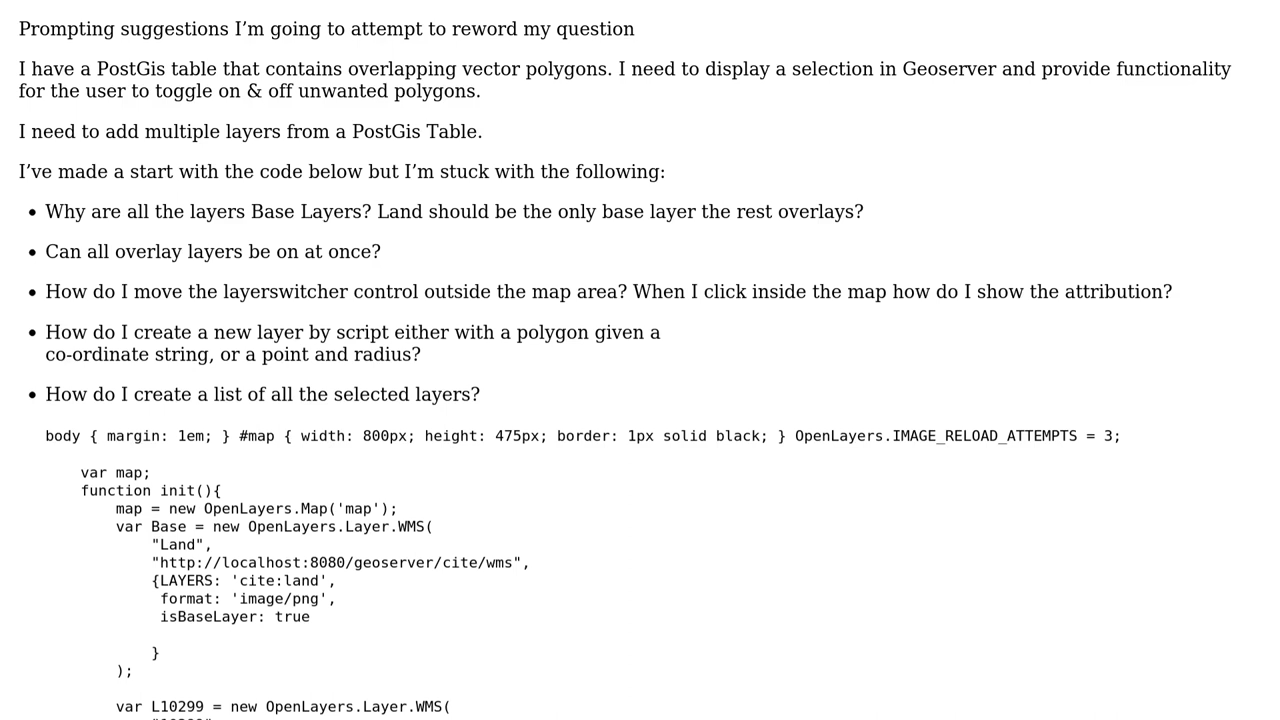 Prompting suggestions I’m going to attempt to reword my question
I have a PostGis table that contains overlapping vector polygons. I need to display a selection in Geoserver and provide functionality
for the user to toggle on & off unwanted polygons.
I need to add multiple layers from a PostGis Table.
I’ve made a start with the code below but I’m stuck with the following:
• Why are all the layers Base Layers? Land should be the only base layer the rest overlays?
• Can all overlay layers be on at once?
• How do I move the layerswitcher control outside the map area? When I click inside the map how do I show the attribution?
• How do I create a new layer by script either with a polygon given a
co-ordinate string, or a point and radius?
• How do I create a list of all the selected layers?
body { margin: 1em; } #map { width: 800px; height: 475px; border: 1px solid black; } OpenLayers.IMAGE_RELOAD_ATTEMPTS = 3;
var map;
function init(){
map = new OpenLayers.Map('map');
var Base = new OpenLayers.Layer.WMS(
"Land",
"http://localhost:8080/geoserver/cite/wms",
{LAYERS: 'cite:land',
format: 'image/png',
isBaseLayer: true
}
);
var L10299 = new OpenLayers.Layer.WMS(